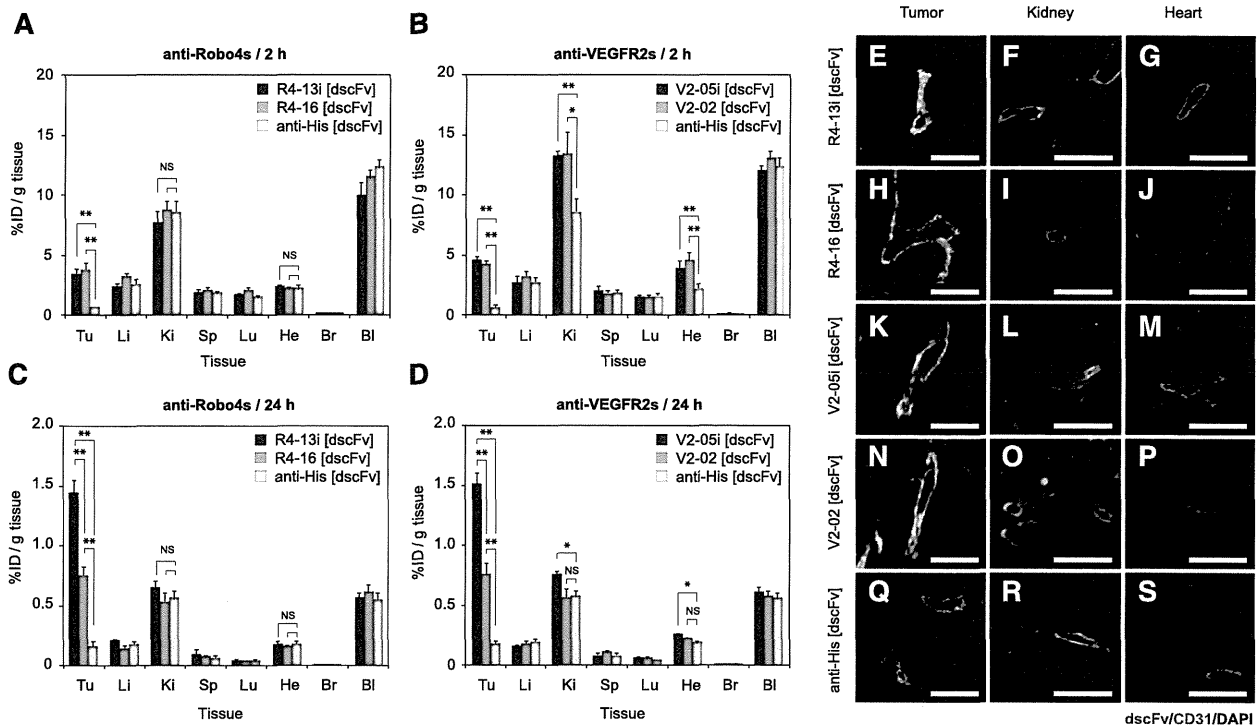 A
anti-Robo4s / 2 h
%ID / g tissue
20
15
10
5
0
R4-13i [dscFv]
R4-16 [dscFv]
anti-His [dscFv]
**
**
NS
NS
Tu Li Ki Sp Lu He Br Bl
Tissue
B
anti-VEGFR2s / 2 h
%ID / g tissue
20
15
10
5
0
V2-05i [dscFv]
V2-02 [dscFv]
anti-His [dscFv]
**
**
**
*
**
**
Tu Li Ki Sp Lu He Br Bl
Tissue
C
anti-Robo4s / 24 h
%ID / g tissue
2.0
1.5
1.0
0.5
0
R4-13i [dscFv]
R4-16 [dscFv]
anti-His [dscFv]
**
**
**
NS
NS
Tu Li Ki Sp Lu He Br Bl
Tissue
D
anti-VEGFR2s / 24 h
%ID / g tissue
2.0
1.5
1.0
0.5
0
V2-05i [dscFv]
V2-02 [dscFv]
anti-His [dscFv]
**
**
**
*
NS
*
NS
Tu Li Ki Sp Lu He Br Bl
Tissue
Tumor Kidney Heart
R4-13i [dscFv]
E F G
R4-16 [dscFv]
H I J
V2-05i [dscFv]
K L M
V2-02 [dscFv]
N O P
anti-His [dscFv]
Q R S
dscFv/CD31/DAPI